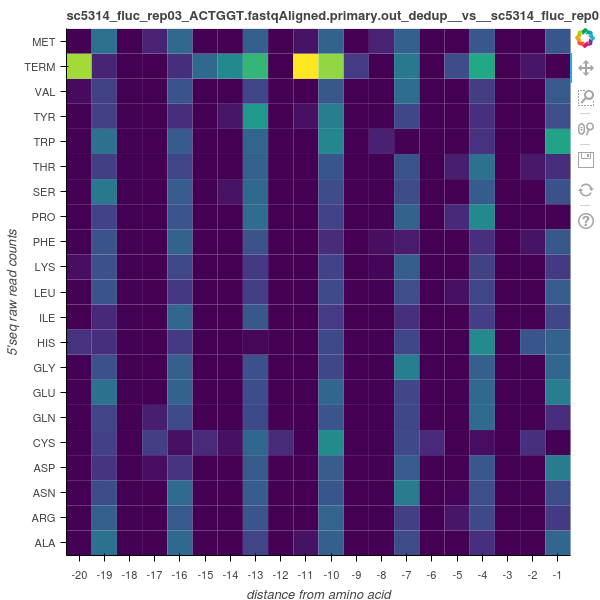 sc5314_fluc_rep03_ACTGGT.fastqAligned.primary.out_dedup__vs__sc5314_fluc_rep0
MET
TERM
VAL
TYR
TRP
THR
SER
PRO
PHE
LYS
LEU
ILE
HIS
GLY
GLU
GLN
CYS
ASP
ASN
ARG
ALA
5'seq raw read counts
-20 -19 -18 -17 -16 -15 -14 -13 -12 -11 -10 -9 -8 -7 -6 -5 -4 -3 -2 -1
distance from amino acid